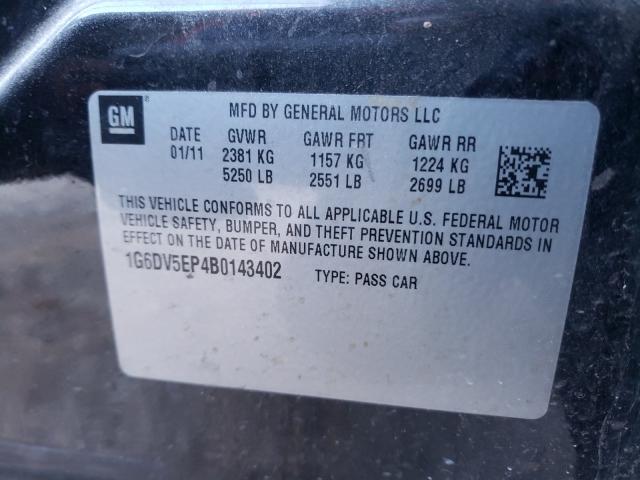 GM ®
MFD BY GENERAL MOTORS LLC
DATE GVWR GAWR FRT GAWR RR
01/11 2381 KG 1157 KG 1224 KG
5250 LB 2551 LB 2699 LB
THIS VEHICLE CONFORMS TO ALL APPLICABLE U.S. FEDERAL MOTOR
VEHICLE SAFETY, BUMPER, AND THEFT PREVENTION STANDARDS IN
EFFECT ON THE DATE OF MANUFACTURE SHOWN ABOVE.
1G6DV5EP4B0143402 TYPE: PASS CAR